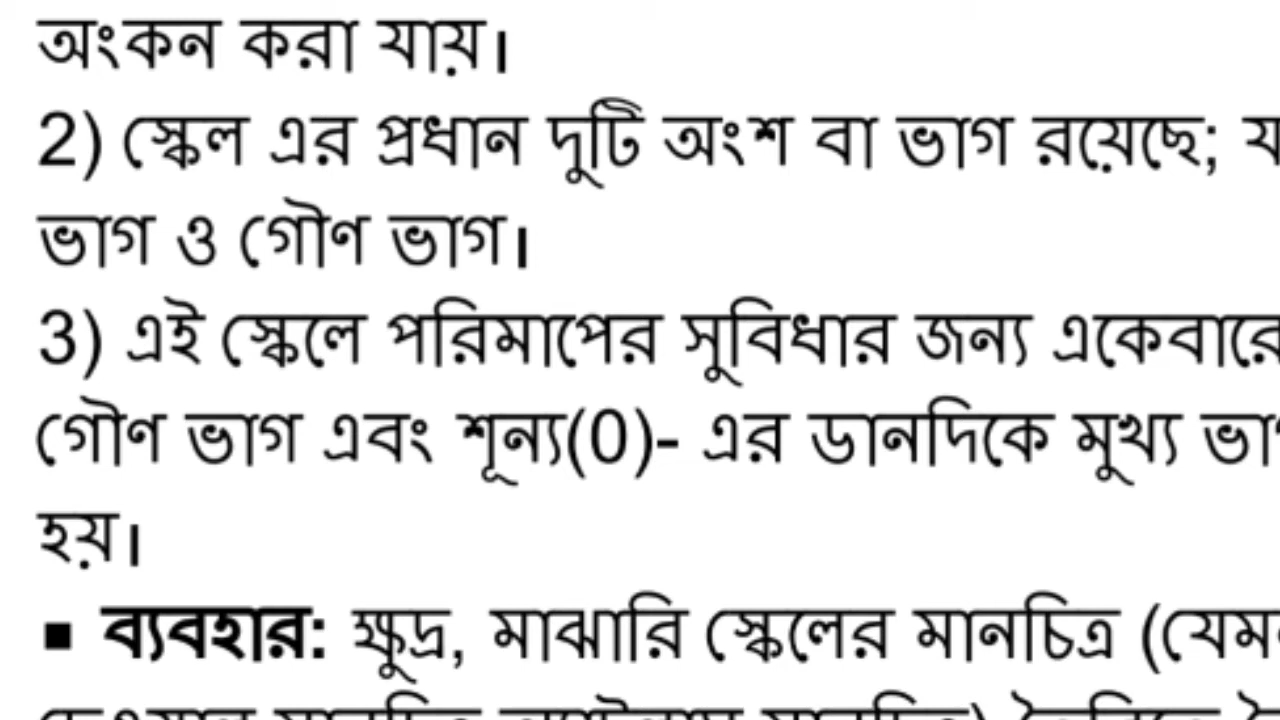 অংকন করা যায়।
2) স্কেল এর প্রধান দুটি অংশ বা ভাগ রয়েছে;
ভাগ ও গৌণ ভাগ।
3) এই স্কেলে পরিমাপের সুবিধার জন্য একেবারে
গৌণ ভাগ এবং শূন্য(0)- এর ডানদিকে মুখ্য
হয়।
▪ ব্যবহার: ক্ষুদ্র, মাঝারি স্কেলের মানচিত্র